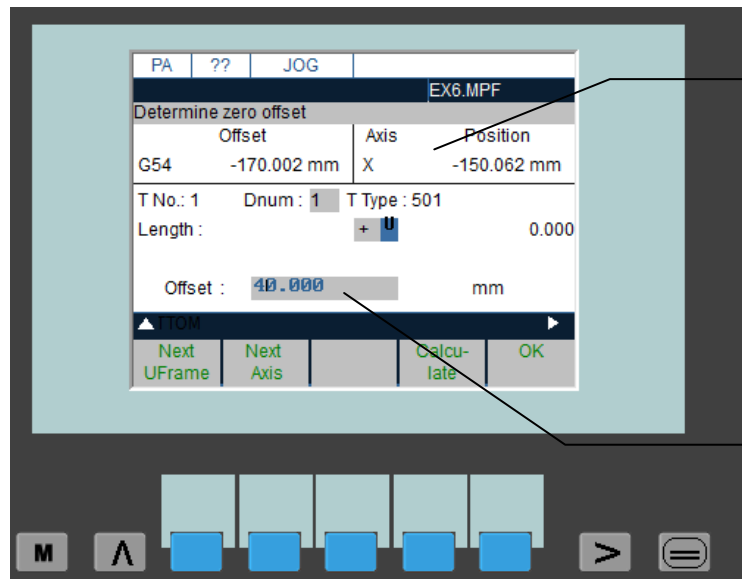 PA ?? JOG
EX6.MPF
Determine zero offset
Offset Axis Position
G54 -170.002 mm X -150.062 mm
T No.: 1 Dnum : 1 T Type : 501
Length : + U 0.000
Offset : 40.000 mm
TTOM
Next Next Calcu- OK
UFrame Axis late
M Λ >